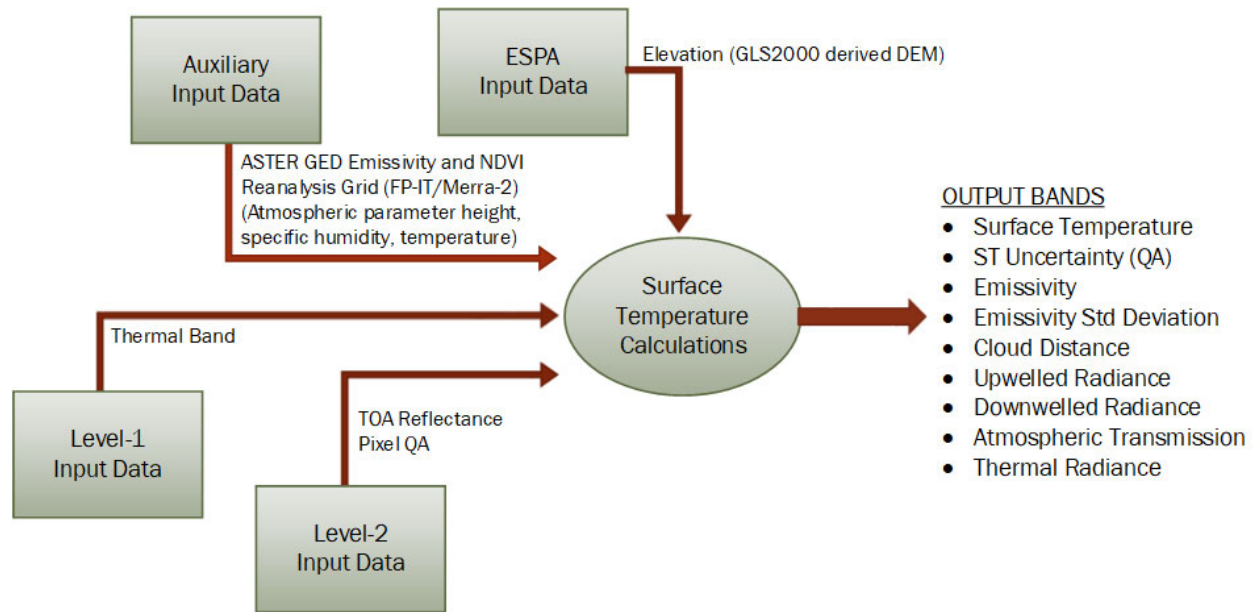 Auxiliary
Input Data
ESPA
Input Data
Elevation (GLS2000 derived DEM)
ASTER GED Emissivity and NDVI
Reanalysis Grid (FP-IT/Merra-2)
(Atmospheric parameter height,
specific humidity, temperature)
Thermal Band
Level-1
Input Data
TOA Reflectance
Pixel QA
Level-2
Input Data
Surface
Temperature
Calculations
OUTPUT BANDS
● Surface Temperature
● ST Uncertainty (QA)
● Emissivity
● Emissivity Std Deviation
● Cloud Distance
● Upwelled Radiance
● Downwelled Radiance
● Atmospheric Transmission
● Thermal Radiance